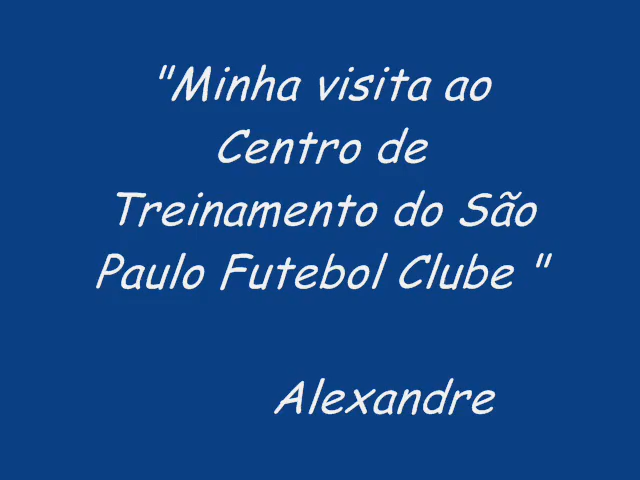 "Minha visita ao
Centro de
Treinamento do São
Paulo Futebol Clube "
Alexandre